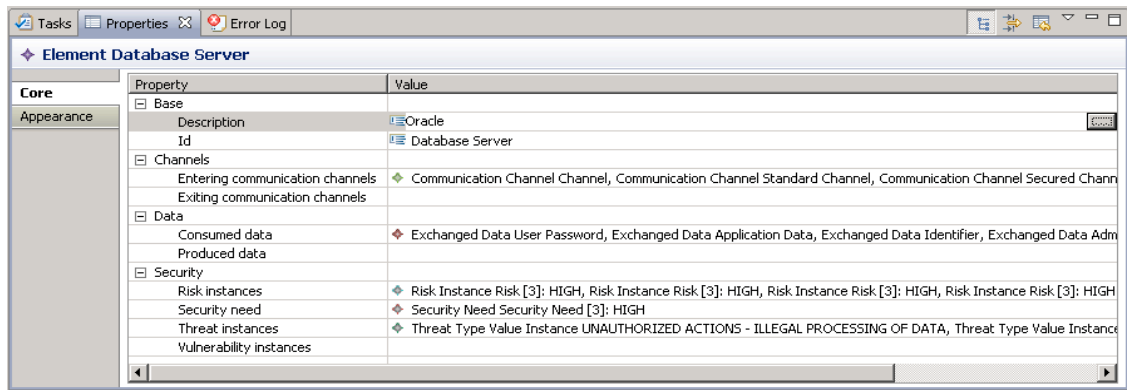 Tasks Properties Error Log
Element Database Server
Core
Appearance
Property Value
Base
Description Oracle
Id Database Server
Channels
Entering communication channels Communication Channel Channel, Communication Channel Standard Channel, Communication Channel Secured Chann
Exiting communication channels
Data
Consumed data Exchanged Data User Password, Exchanged Data Application Data, Exchanged Data Identifier, Exchanged Data Adm
Produced data
Security
Risk instances Risk Instance Risk [3]: HIGH, Risk Instance Risk [3]: HIGH, Risk Instance Risk [3]: HIGH, Risk Instance Risk [3]: HIGH
Security need Security Need Security Need [3]: HIGH
Threat instances Threat Type Value Instance UNAUTHORIZED ACTIONS - ILLEGAL PROCESSING OF DATA, Threat Type Value Instance
Vulnerability instances